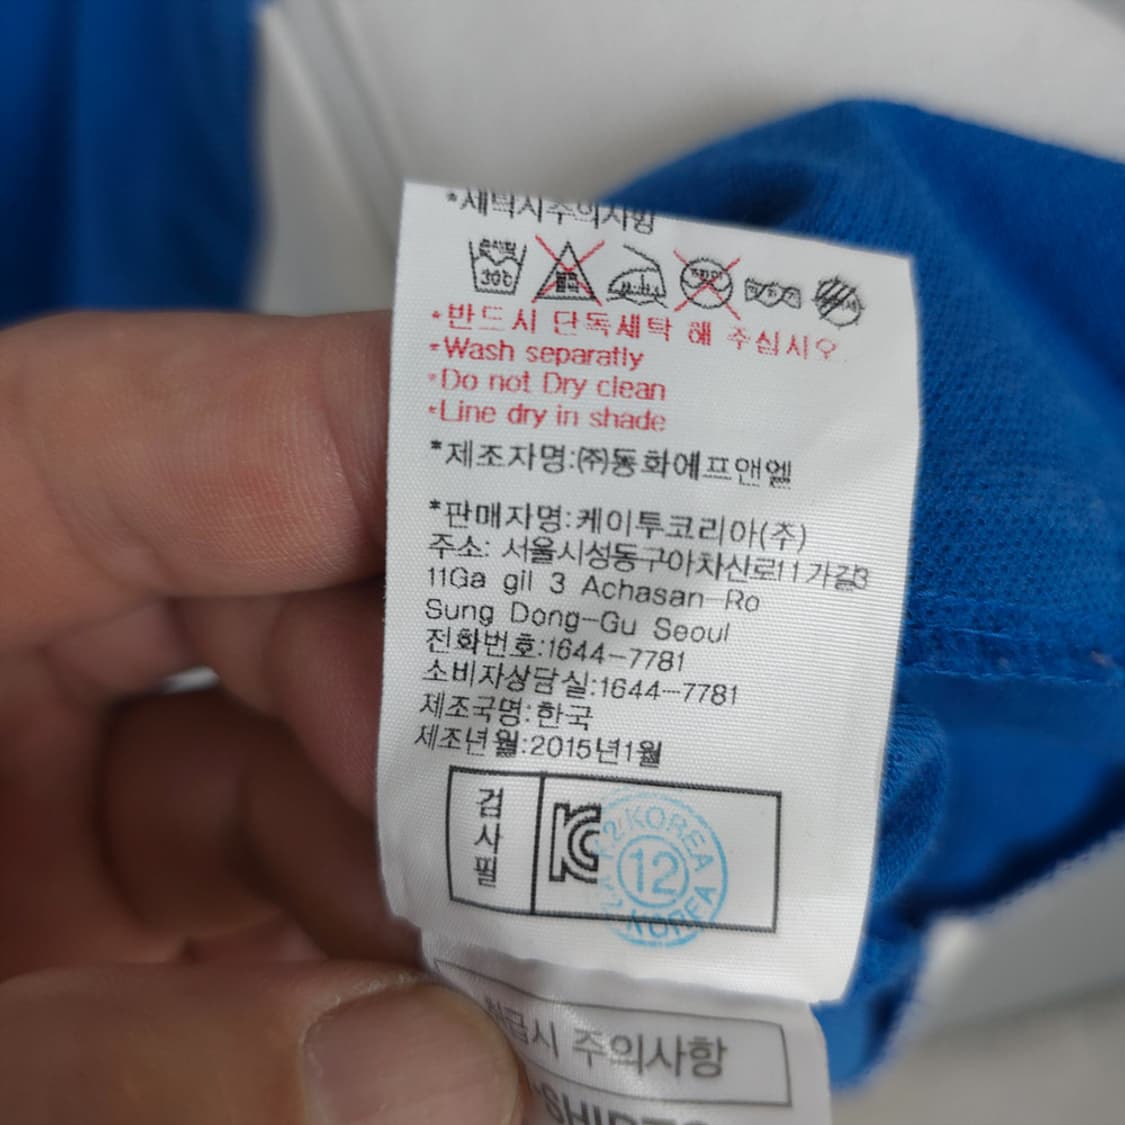 *세탁시주의사항
30℃
*반드시 단독세탁 해 주십시오
*Wash separatly
*Do not Dry clean
*Line dry in shade
*제조자명:㈜동화에프앤엘
*판매자명:케이투코리아(주)
주소: 서울시성동구아차산로11가길3
11Ga gil 3 Achasan-Ro
Sung Dong-Gu Seoul
전화번호:1644-7781
소비자상담실:1644-7781
제조국명:한국
제조년월:2015년1월
검사필
K2 KOREA
12
K2 KOREA
취급시 주의사항